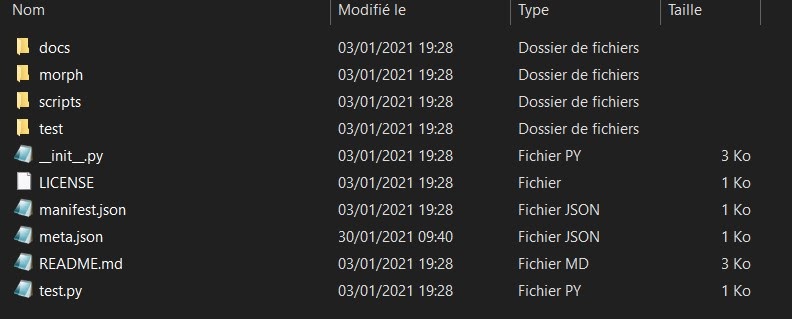 Nom Modifié le Type Taille
docs 03/01/2021 19:28 Dossier de fichiers
morph 03/01/2021 19:28 Dossier de fichiers
scripts 03/01/2021 19:28 Dossier de fichiers
test 03/01/2021 19:28 Dossier de fichiers
__init__.py 03/01/2021 19:28 Fichier PY 3 Ko
LICENSE 03/01/2021 19:28 Fichier 1 Ko
manifest.json 03/01/2021 19:28 Fichier JSON 1 Ko
meta.json 30/01/2021 09:40 Fichier JSON 1 Ko
README.md 03/01/2021 19:28 Fichier MD 3 Ko
test.py 03/01/2021 19:28 Fichier PY 1 Ko